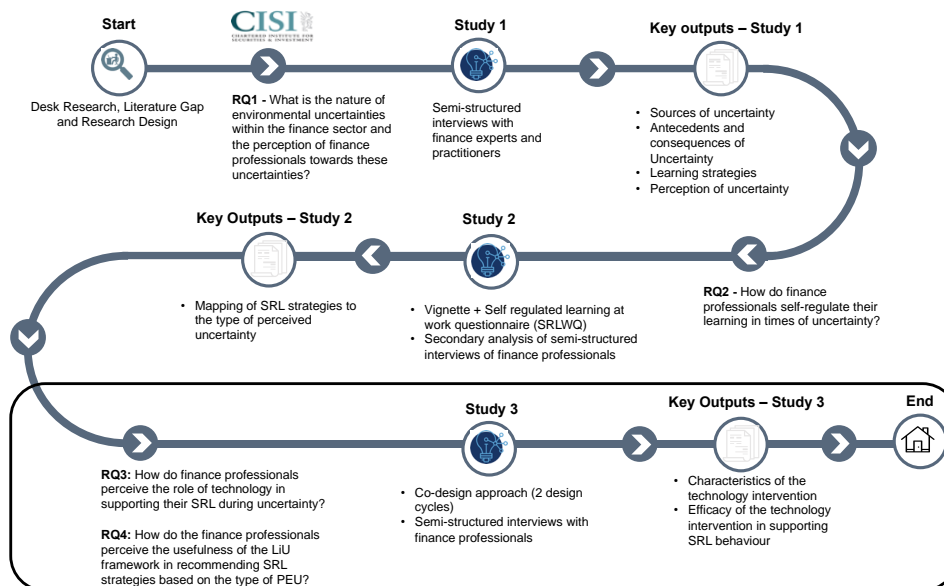 Start
CISI
CHARTERED INSTITUTE FOR
SECURITIES & INVESTMENT
Study 1
Key outputs – Study 1
Desk Research, Literature Gap
and Research Design
RQ1 - What is the nature of
environmental uncertainties
within the finance sector and
the perception of finance
professionals towards these
uncertainties?
Semi-structured
interviews with
finance experts and
practitioners
• Sources of uncertainty
• Antecedents and
consequences of
Uncertainty
• Learning strategies
• Perception of uncertainty
Key Outputs – Study 2
Study 2
• Mapping of SRL strategies to
the type of perceived
uncertainty
• Vignette + Self regulated learning at
work questionnaire (SRLWQ)
• Secondary analysis of semi-structured
interviews of finance professionals
RQ2 - How do finance
professionals self-regulate their
learning in times of uncertainty?
Study 3
Key Outputs – Study 3
End
RQ3: How do finance professionals
perceive the role of technology in
supporting their SRL during uncertainty?
RQ4: How do the finance professionals
perceive the usefulness of the LiU
framework in recommending SRL
strategies based on the type of PEU?
• Co-design approach (2 design
cycles)
• Semi-structured interviews with
finance professionals
• Characteristics of the
technology intervention
• Efficacy of the technology
intervention in supporting
SRL behaviour